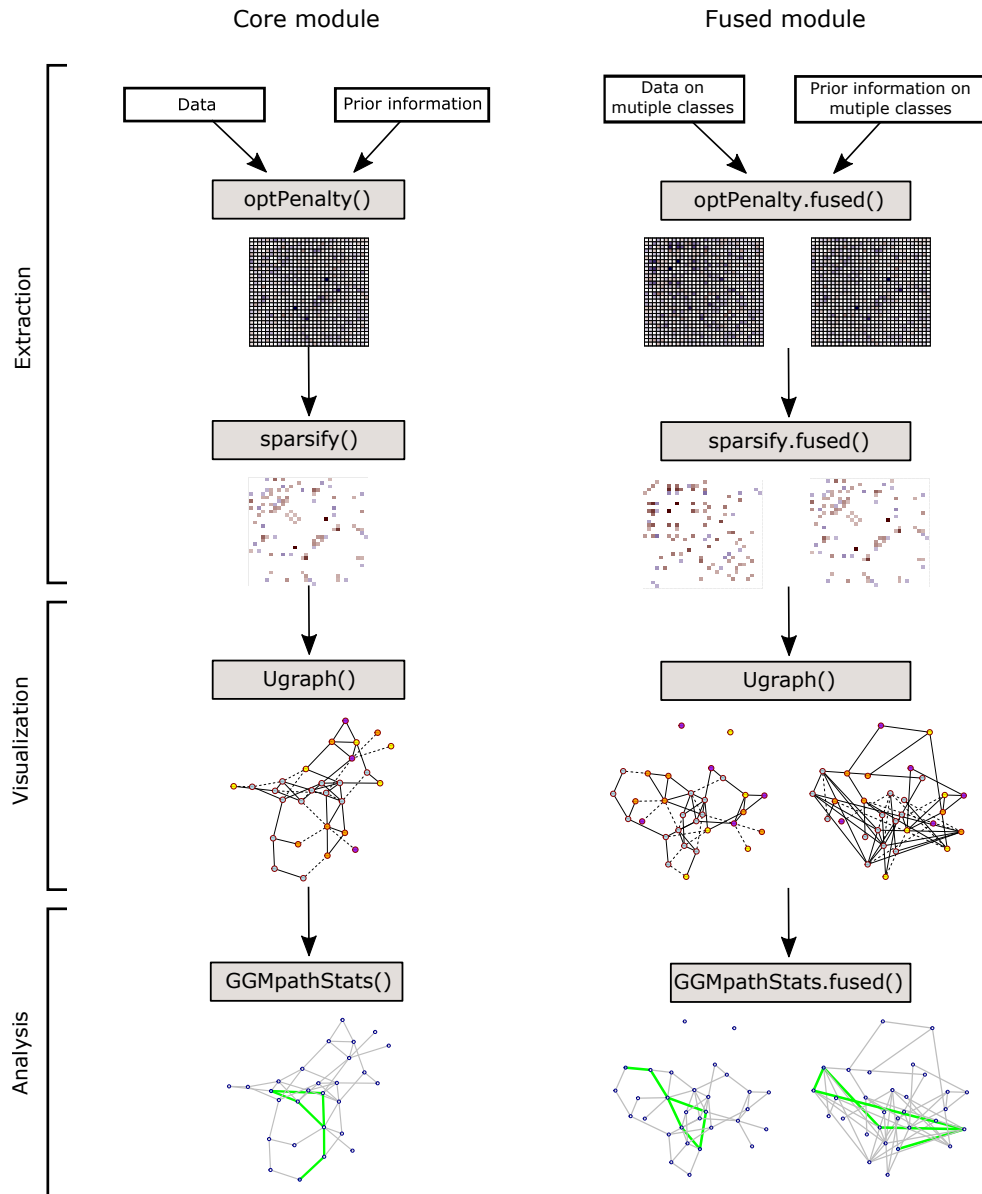 Core module
Fused module
Data
Prior information
Data on
mutiple classes
Prior information on
mutiple classes
optPenalty()
optPenalty.fused()
Extraction
sparsify()
sparsify.fused()
Visualization
Ugraph()
Ugraph()
Analysis
GGMpathStats()
GGMpathStats.fused()